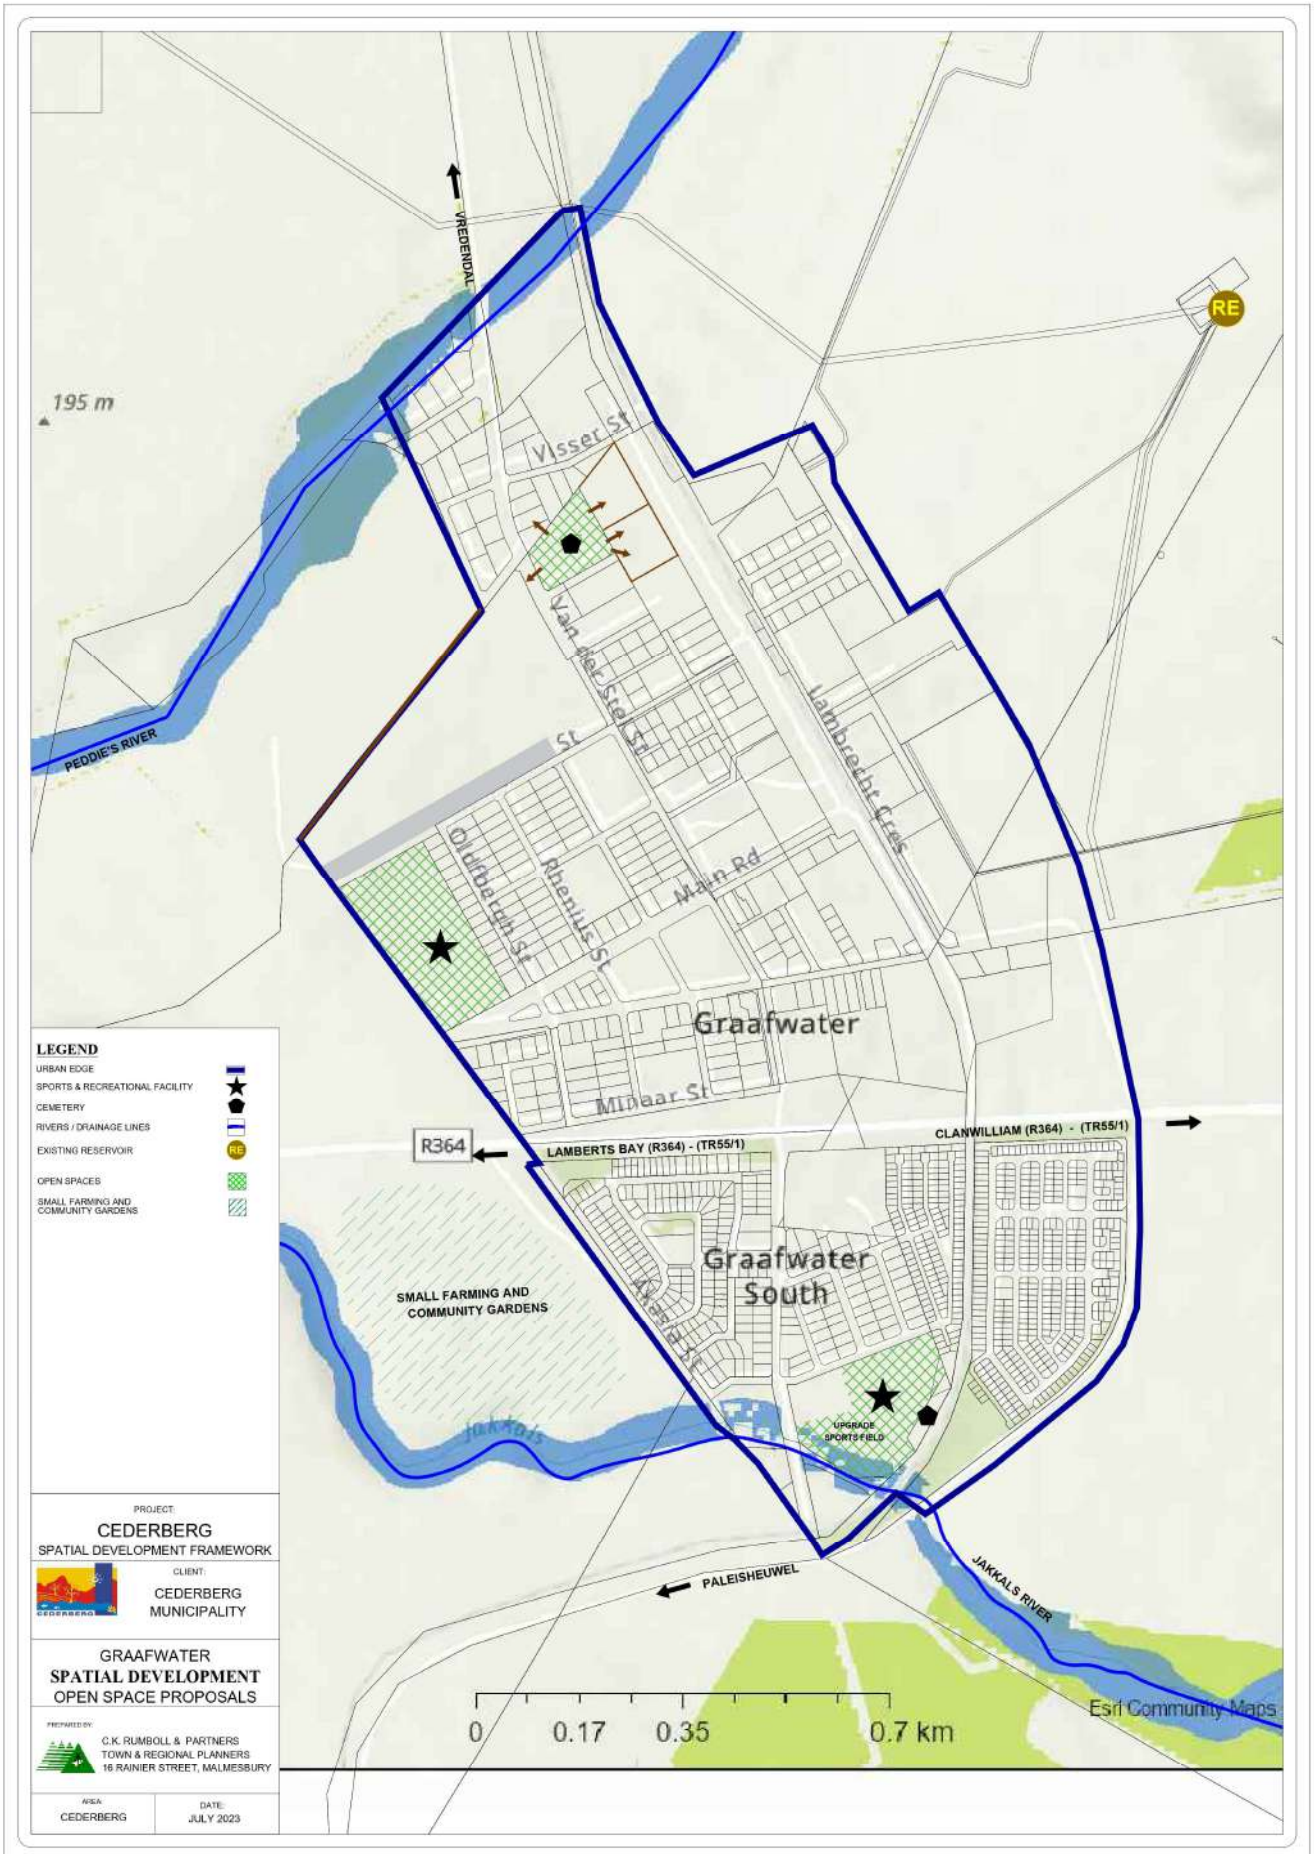 VREDENDAL
RE
195 m
Visser St
Van der Stel St
PEDDIE'S RIVER
St
Lambrecht Cres
Oldfbergh St
Rhenius St
Main Rd
Graafwater
Minaar St
R364
LAMBERTS BAY (R364) - (TR55/1)
CLANWILLIAM (R364) - (TR55/1)
Graafwater
South
Akasia St
SMALL FARMING AND
COMMUNITY GARDENS
Jakkals
UPGRADE
SPORTS FIELD
PALEISHEUWEL
JAKKALS RIVER
LEGEND
URBAN EDGE
SPORTS & RECREATIONAL FACILITY
CEMETERY
RIVERS / DRAINAGE LINES
EXISTING RESERVOIR
RE
OPEN SPACES
SMALL FARMING AND
COMMUNITY GARDENS
PROJECT:
CEDERBERG
SPATIAL DEVELOPMENT FRAMEWORK
CLIENT:
CEDERBERG
MUNICIPALITY
CEDERBERG
GRAAFWATER
SPATIAL DEVELOPMENT
OPEN SPACE PROPOSALS
PREPARED BY:
C.K. RUMBOLL & PARTNERS
TOWN & REGIONAL PLANNERS
16 RAINIER STREET, MALMESBURY
AREA:
CEDERBERG
DATE:
JULY 2023
0 0.17 0.35 0.7 km
Esri Community Maps